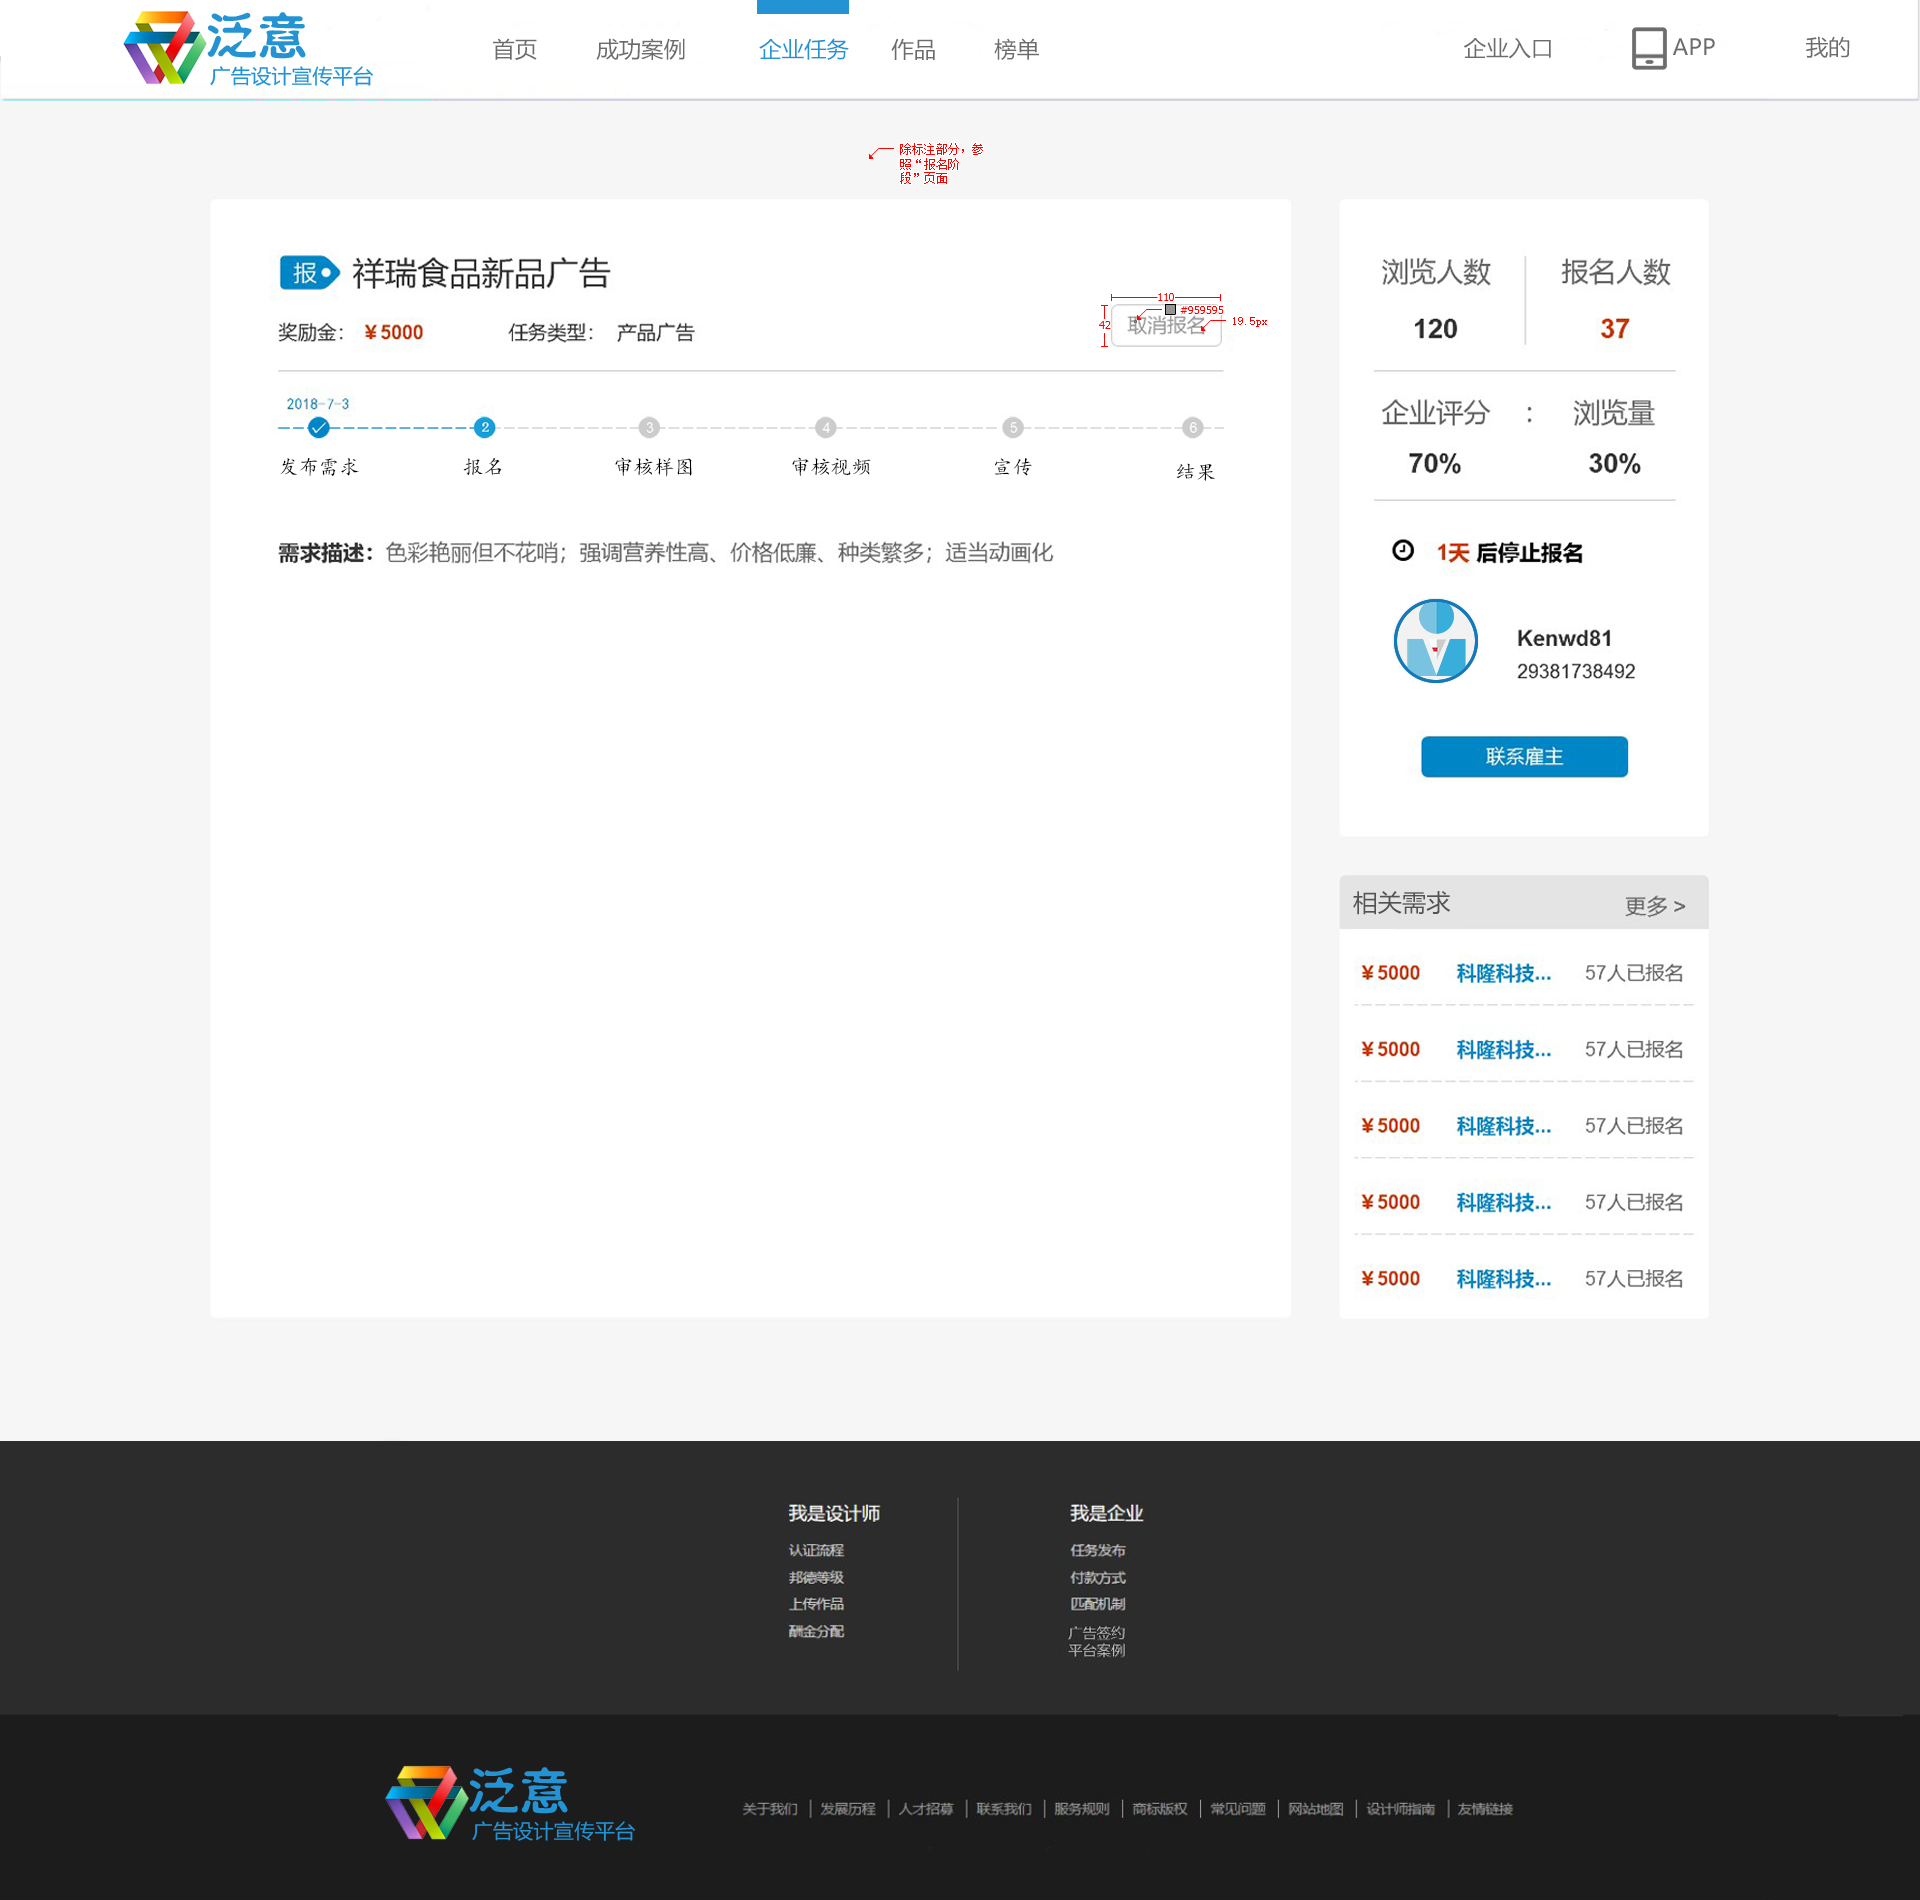 泛意
广告设计宣传平台
首页
成功案例
企业任务
作品
榜单
企业入口
APP
我的
除标注部分，参
照“报名阶
段”页面
报
祥瑞食品新品广告
奖励金：
¥5000
任务类型：
产品广告
110
42
#959595
取消报名
19.5px
2018-7-3
2
3
4
5
6
发布需求
报名
审核样图
审核视频
宣传
结果
需求描述：色彩艳丽但不花哨；强调营养性高、价格低廉、种类繁多；适当动画化
浏览人数
报名人数
120
37
企业评分 ： 浏览量
70%
30%
1天 后停止报名
Kenwd81
29381738492
联系雇主
相关需求
更多 >
¥5000 科隆科技... 57人已报名
¥5000 科隆科技... 57人已报名
¥5000 科隆科技... 57人已报名
¥5000 科隆科技... 57人已报名
¥5000 科隆科技... 57人已报名
我是设计师
认证流程
邦德等级
上传作品
酬金分配
我是企业
任务发布
付款方式
匹配机制
广告签约
平台案例
泛意
广告设计宣传平台
关于我们 | 发展历程 | 人才招募 | 联系我们 | 服务规则 | 商标版权 | 常见问题 | 网站地图 | 设计师指南 | 友情链接